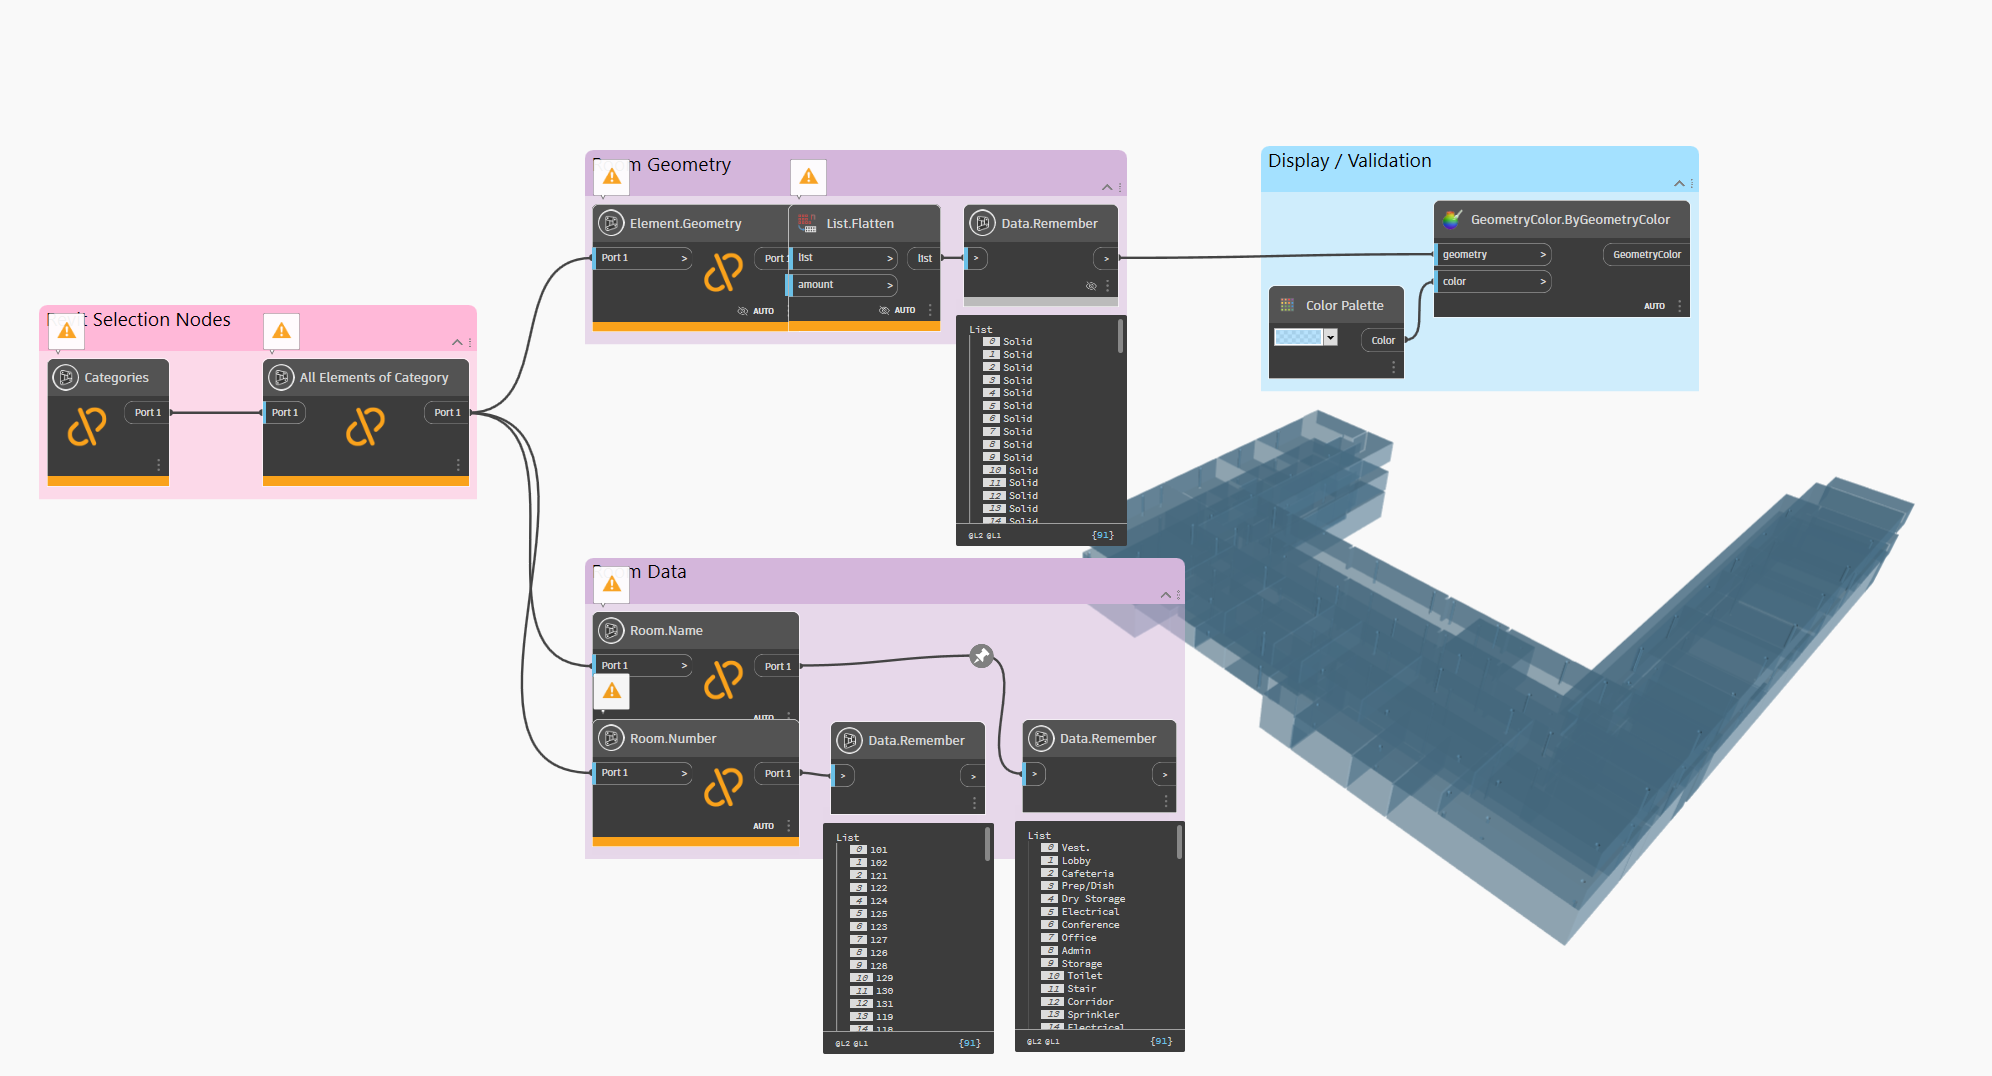 Selection Nodes
Categories
Port 1
All Elements of Category
Port 1
Port 1
Geometry
Element.Geometry
Port 1 >
Port 1
AUTO
List.Flatten
list >
list
amount >
AUTO
Data.Remember
>
>
List
0 Solid
1 Solid
2 Solid
3 Solid
4 Solid
5 Solid
6 Solid
7 Solid
8 Solid
9 Solid
10 Solid
11 Solid
12 Solid
13 Solid
14 Solid
@L2 @L1
{91}
Display / Validation
GeometryColor.ByGeometryColor
geometry >
GeometryColor
color >
AUTO
Color Palette
Color
Data
Room.Name
Port 1 >
Port 1
AUTO
Room.Number
Port 1 >
Port 1
AUTO
Data.Remember
>
>
List
0 101
1 102
2 121
3 122
4 124
5 125
6 123
7 127
8 126
9 128
10 129
11 130
12 131
13 119
14 118
@L2 @L1
{91}
Data.Remember
>
>
List
0 Vest.
1 Lobby
2 Cafeteria
3 Prep/Dish
4 Dry Storage
5 Electrical
6 Conference
7 Office
8 Admin
9 Storage
10 Toilet
11 Stair
12 Corridor
13 Sprinkler
14 Electrical
@L2 @L1
{91}